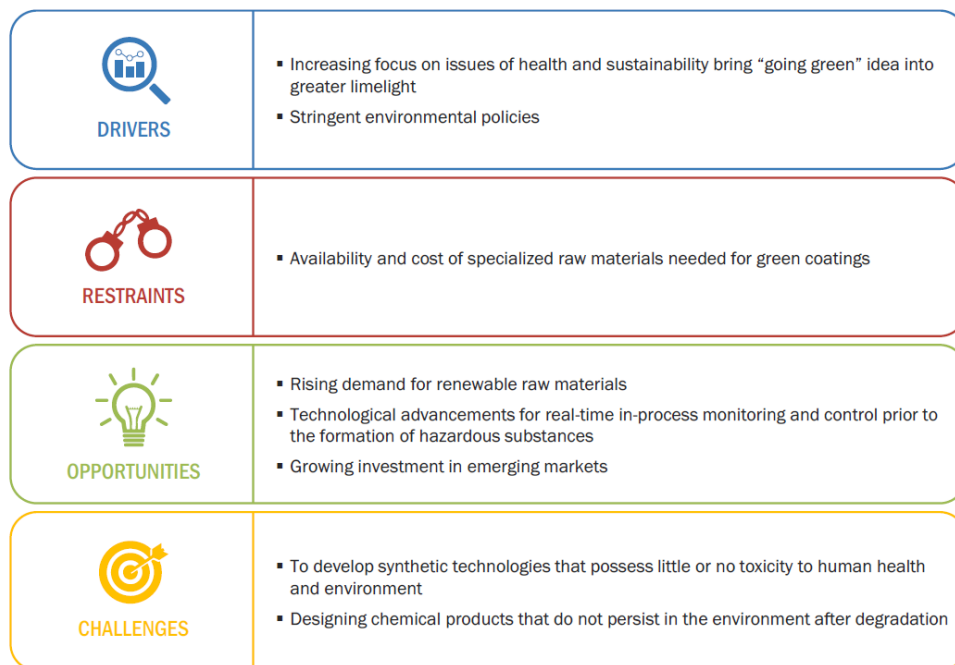 DRIVERS
▪ Increasing focus on issues of health and sustainability bring “going green” idea into
greater limelight
▪ Stringent environmental policies
RESTRAINTS
▪ Availability and cost of specialized raw materials needed for green coatings
OPPORTUNITIES
▪ Rising demand for renewable raw materials
▪ Technological advancements for real-time in-process monitoring and control prior to
the formation of hazardous substances
▪ Growing investment in emerging markets
CHALLENGES
▪ To develop synthetic technologies that possess little or no toxicity to human health
and environment
▪ Designing chemical products that do not persist in the environment after degradation